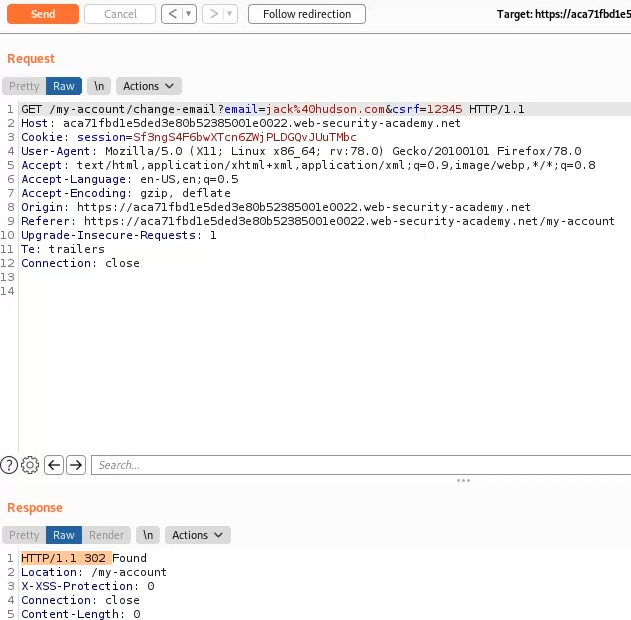 Send Cancel < > Follow redirection Target: https://aca71fbd1e5
Request
Pretty Raw \n Actions
1 GET /my-account/change-email?email=jack%40hudson.com&csrf=12345 HTTP/1.1
2 Host: aca71fbd1e5ded3e80b52385001e0022.web-security-academy.net
3 Cookie: session=Sf3ngS4F6bwXTcn6ZWjPLDGQvJUuTMbc
4 User-Agent: Mozilla/5.0 (X11; Linux x86_64; rv:78.0) Gecko/20100101 Firefox/78.0
5 Accept: text/html,application/xhtml+xml,application/xml;q=0.9,image/webp,*/*;q=0.8
6 Accept-Language: en-US,en;q=0.5
7 Accept-Encoding: gzip, deflate
8 Origin: https://aca71fbd1e5ded3e80b52385001e0022.web-security-academy.net
9 Referer: https://aca71fbd1e5ded3e80b52385001e0022.web-security-academy.net/my-account
10 Upgrade-Insecure-Requests: 1
11 Te: trailers
12 Connection: close
13
14
? Search...
Response
Pretty Raw Render \n Actions
1 HTTP/1.1 302 Found
2 Location: /my-account
3 X-XSS-Protection: 0
4 Connection: close
5 Content-Length: 0